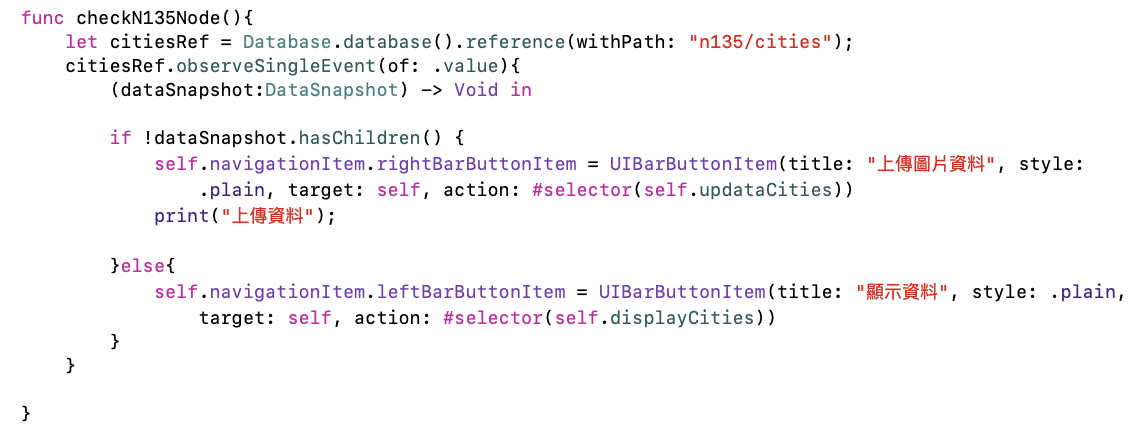 func checkN135Node(){
    let citiesRef = Database.database().reference(withPath: "n135/cities");
    citiesRef.observeSingleEvent(of: .value){
        (dataSnapshot:DataSnapshot) -> Void in
        if !dataSnapshot.hasChildren() {
            self.navigationItem.rightBarButtonItem = UIBarButtonItem(title: "上傳圖片資料", style:
                .plain, target: self, action: #selector(self.updataCities))
            print("上傳資料");
        }else{
            self.navigationItem.leftBarButtonItem = UIBarButtonItem(title: "顯示資料", style: .plain,
                target: self, action: #selector(self.displayCities))
        }
    }
}